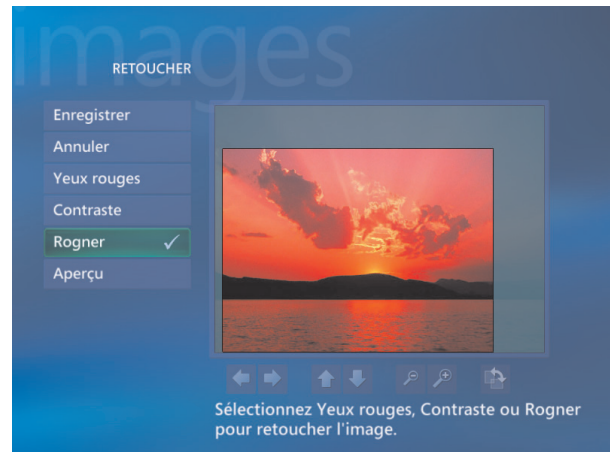 images
RETOUCHER
Enregistrer
Annuler
Yeux rouges
Contraste
Rogner
Aperçu
Sélectionnez Yeux rouges, Contraste ou Rogner
pour retoucher l'image.